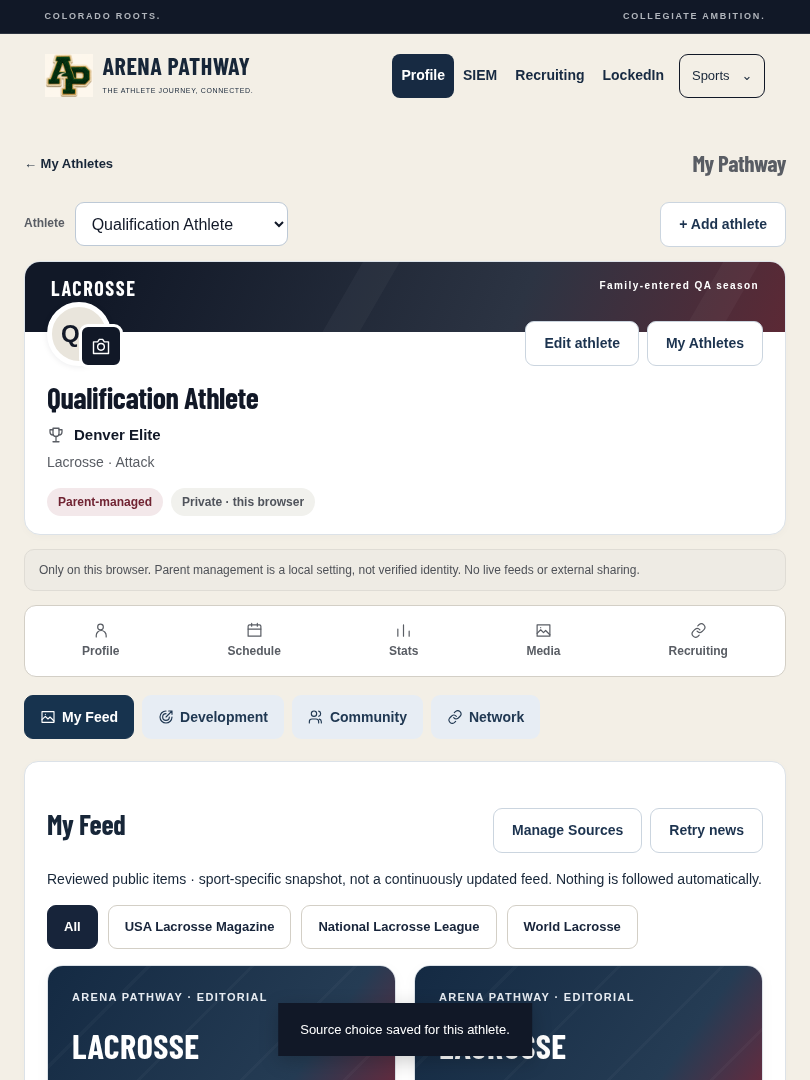 COLORADO ROOTS.
COLLEGIATE AMBITION.
AP
ARENA PATHWAY
THE ATHLETE JOURNEY, CONNECTED.
Profile
SIEM
Recruiting
LockedIn
Sports
← My Athletes
My Pathway
Athlete
Qualification Athlete
+ Add athlete
LACROSSE
Family-entered QA season
Q
Edit athlete
My Athletes
Qualification Athlete
Denver Elite
Lacrosse · Attack
Parent-managed
Private · this browser
Only on this browser. Parent management is a local setting, not verified identity. No live feeds or external sharing.
Profile
Schedule
Stats
Media
Recruiting
My Feed
Development
Community
Network
My Feed
Manage Sources
Retry news
Reviewed public items · sport-specific snapshot, not a continuously updated feed. Nothing is followed automatically.
All
USA Lacrosse Magazine
National Lacrosse League
World Lacrosse
ARENA PATHWAY · EDITORIAL
LACROSSE
ARENA PATHWAY · EDITORIAL
LACROSSE
Source choice saved for this athlete.